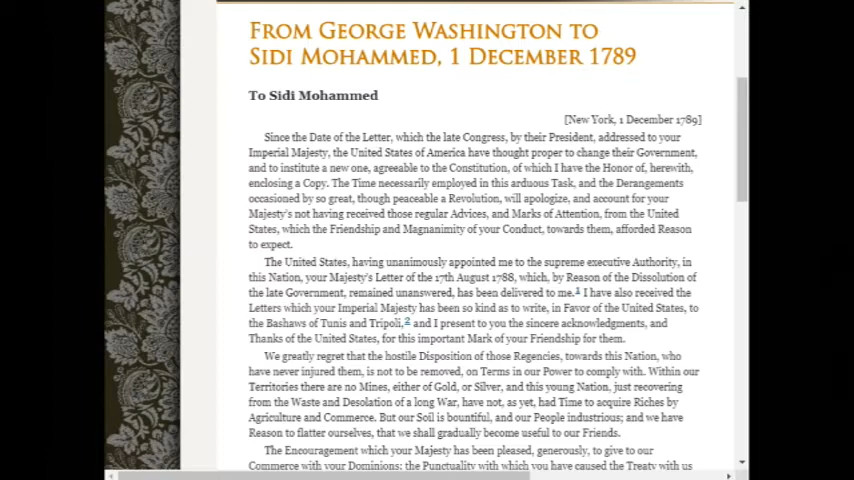 From George Washington to
Sidi Mohammed, 1 December 1789
To Sidi Mohammed
[New York, 1 December 1789]
Since the Date of the Letter, which the late Congress, by their President, addressed to your
Imperial Majesty, the United States of America have thought proper to change their Government,
and to institute a new one, agreeable to the Constitution, of which I have the Honor of, herewith,
enclosing a Copy. The Time necessarily employed in this arduous Task, and the Derangements
occasioned by so great, though peaceable a Revolution, will apologize, and account for your
Majesty's not having received those regular Advices, and Marks of Attention, from the United
States, which the Friendship and Magnanimity of your Conduct, towards them, afforded Reason
to expect.
The United States, having unanimously appointed me to the supreme executive Authority, in
this Nation, your Majesty's Letter of the 17th August 1788, which, by Reason of the Dissolution of
the late Government, remained unanswered, has been delivered to me.1 I have also received the
Letters which your Imperial Majesty has been so kind as to write, in Favor of the United States, to
the Bashaws of Tunis and Tripoli,2 and I present to you the sincere acknowledgments, and
Thanks of the United States, for this important Mark of your Friendship for them.
We greatly regret that the hostile Disposition of those Regencies, towards this Nation, who
have never injured them, is not to be removed, on Terms in our Power to comply with. Within our
Territories there are no Mines, either of Gold, or Silver, and this young Nation, just recovering
from the Waste and Desolation of a long War, have not, as yet, had Time to acquire Riches by
Agriculture and Commerce. But our Soil is bountiful, and our People industrious; and we have
Reason to flatter ourselves, that we shall gradually become useful to our Friends.
The Encouragement which your Majesty has been pleased, generously, to give to our
Commerce with your Dominions; the Punctuality with which you have caused the Treaty with us